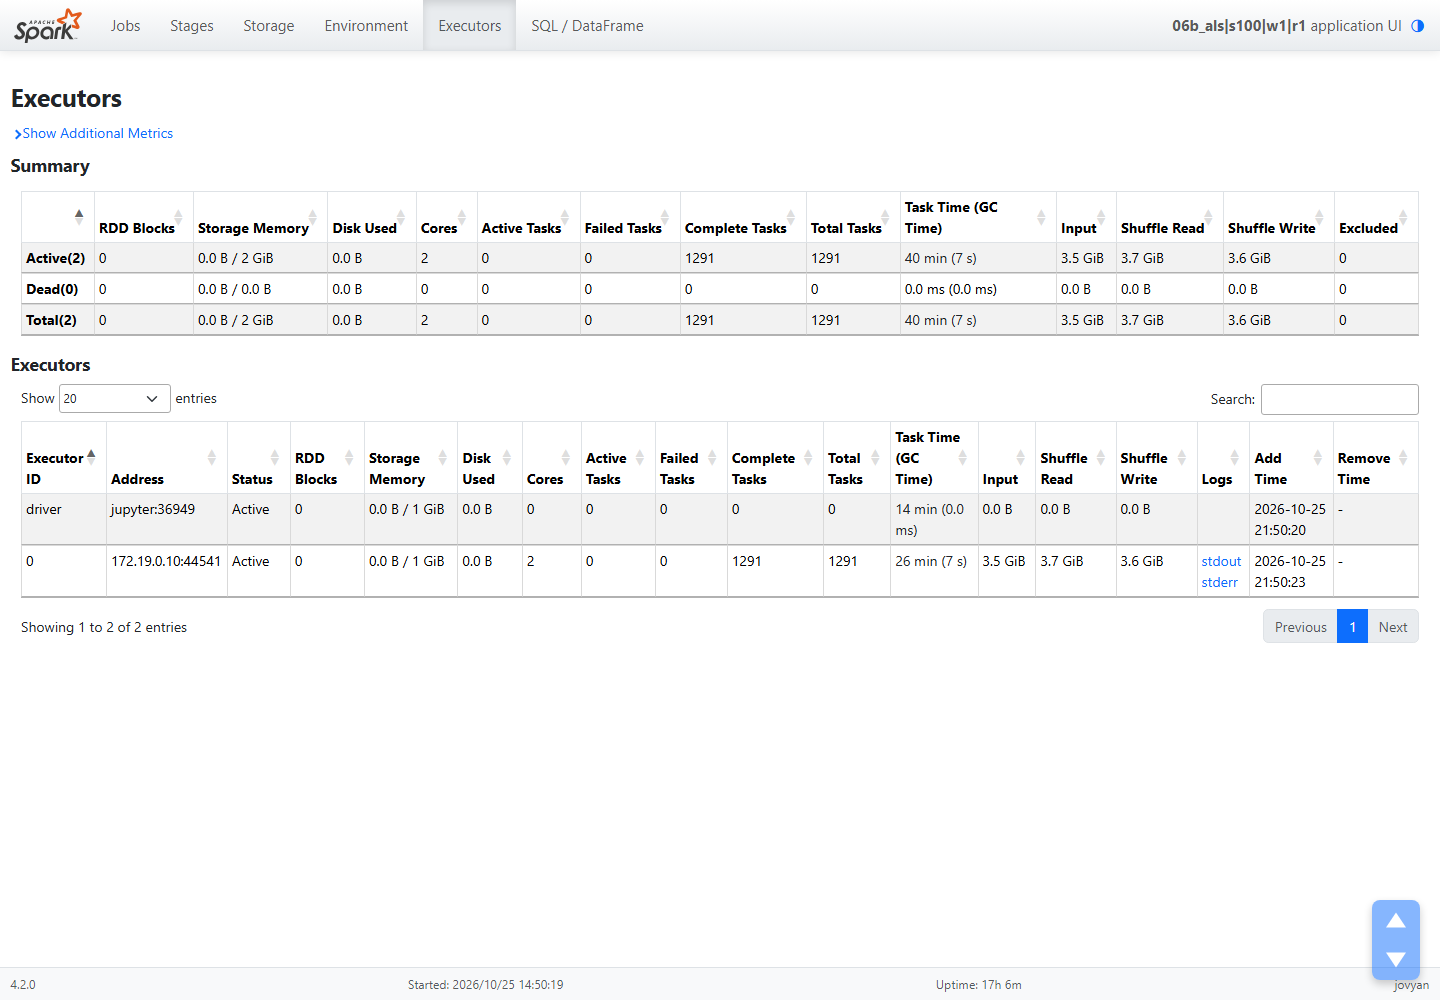 APACHE Spark Jobs Stages Storage Environment Executors SQL / DataFrame 06b_als|s100|w1|r1 application UI
Executors
Show Additional Metrics
Summary
RDD Blocks Storage Memory Disk Used Cores Active Tasks Failed Tasks Complete Tasks Total Tasks Task Time (GC Time) Input Shuffle Read Shuffle Write Excluded
Active(2) 0 0.0 B / 2 GiB 0.0 B 2 0 0 1291 1291 40 min (7 s) 3.5 GiB 3.7 GiB 3.6 GiB 0
Dead(0) 0 0.0 B / 0.0 B 0.0 B 0 0 0 0 0 0.0 ms (0.0 ms) 0.0 B 0.0 B 0.0 B 0
Total(2) 0 0.0 B / 2 GiB 0.0 B 2 0 0 1291 1291 40 min (7 s) 3.5 GiB 3.7 GiB 3.6 GiB 0
Executors
Show 20 entries Search:
Executor ID Address Status RDD Blocks Storage Memory Disk Used Cores Active Tasks Failed Tasks Complete Tasks Total Tasks Task Time (GC Time) Input Shuffle Read Shuffle Write Logs Add Time Remove Time
driver jupyter:36949 Active 0 0.0 B / 1 GiB 0.0 B 0 0 0 0 0 14 min (0.0 ms) 0.0 B 0.0 B 0.0 B 2026-10-25 21:50:20 -
0 172.19.0.10:44541 Active 0 0.0 B / 1 GiB 0.0 B 2 0 0 1291 1291 26 min (7 s) 3.5 GiB 3.7 GiB 3.6 GiB stdout stderr 2026-10-25 21:50:23 -
Showing 1 to 2 of 2 entries Previous 1 Next
4.2.0 Started: 2026/10/25 14:50:19 Uptime: 17h 6m jovyan